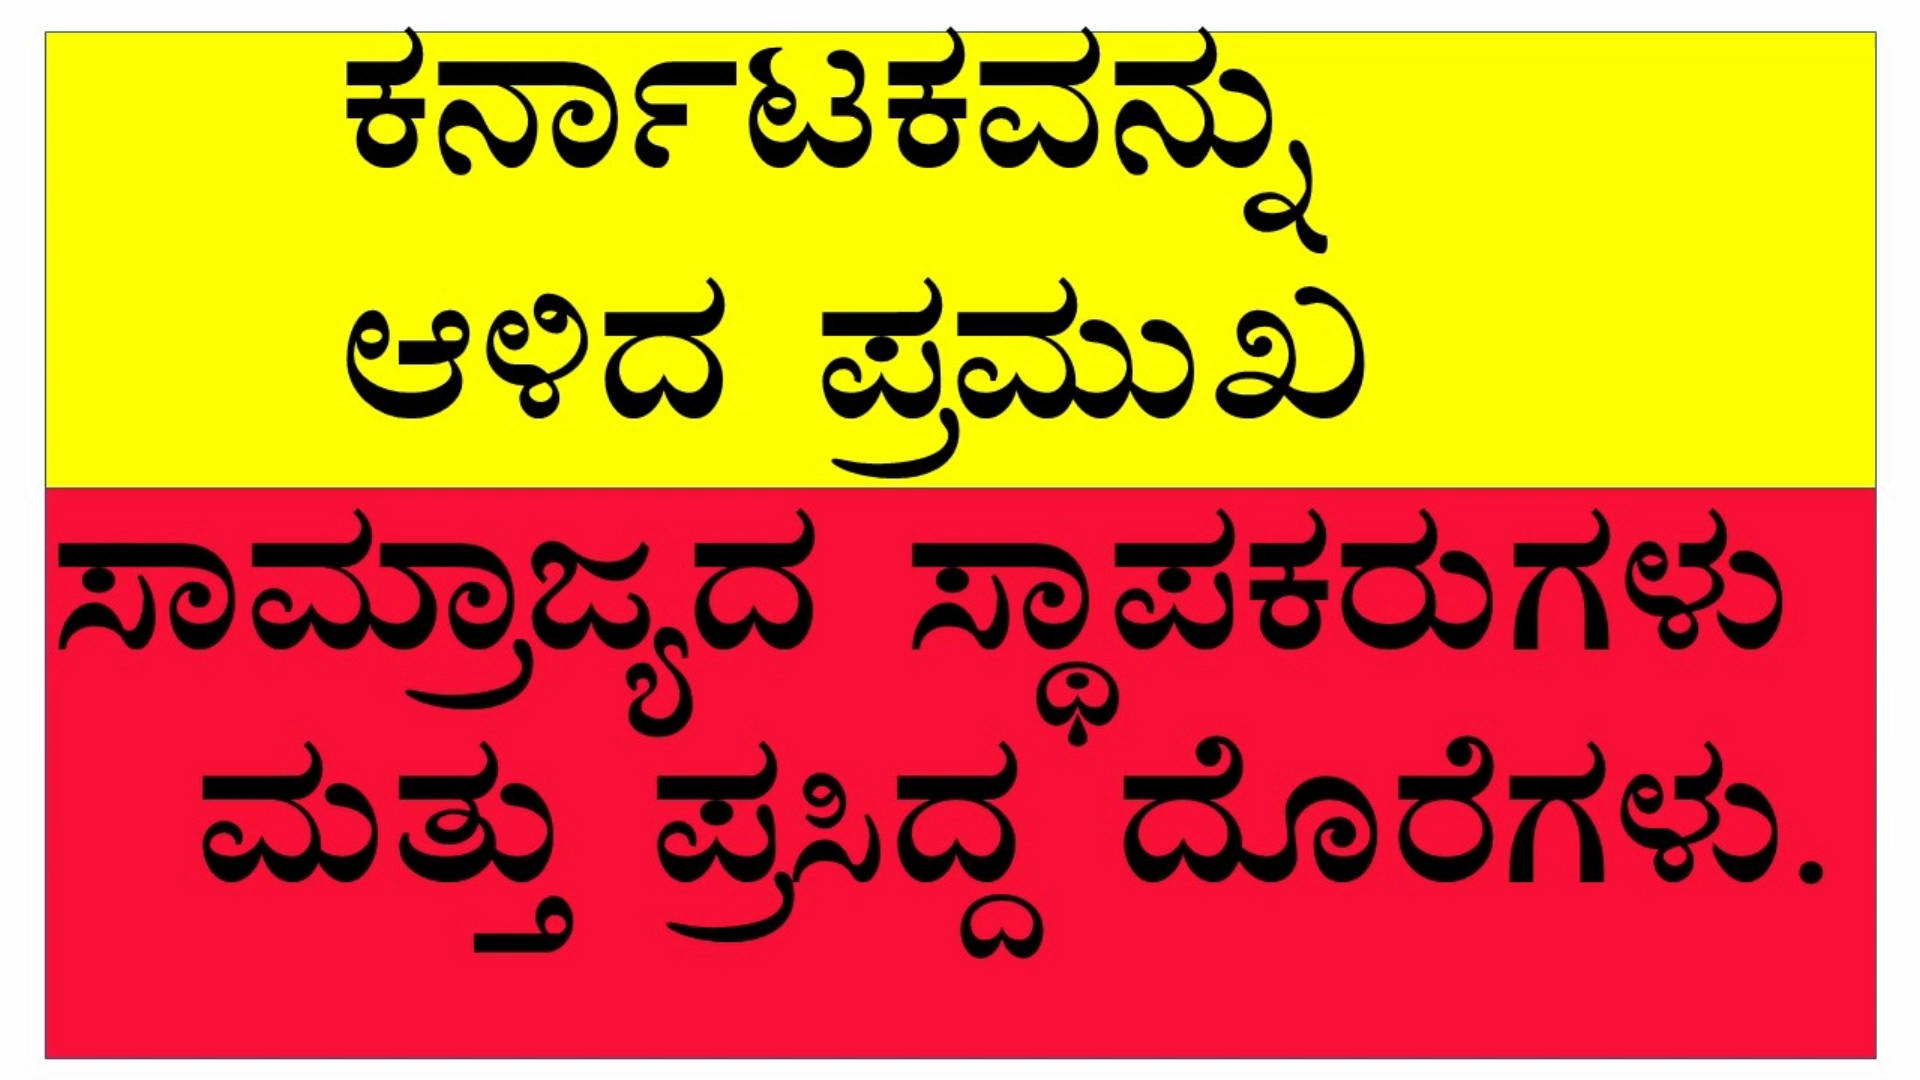 ಕರ್ನಾಟಕವನ್ನು
ಆಳಿದ ಪ್ರಮುಖ
ಸಾಮ್ರಾಜ್ಯದ ಸ್ಥಾಪಕರುಗಳು
ಮತ್ತು ಪ್ರಸಿದ್ದ ದೊರೆಗಳು.